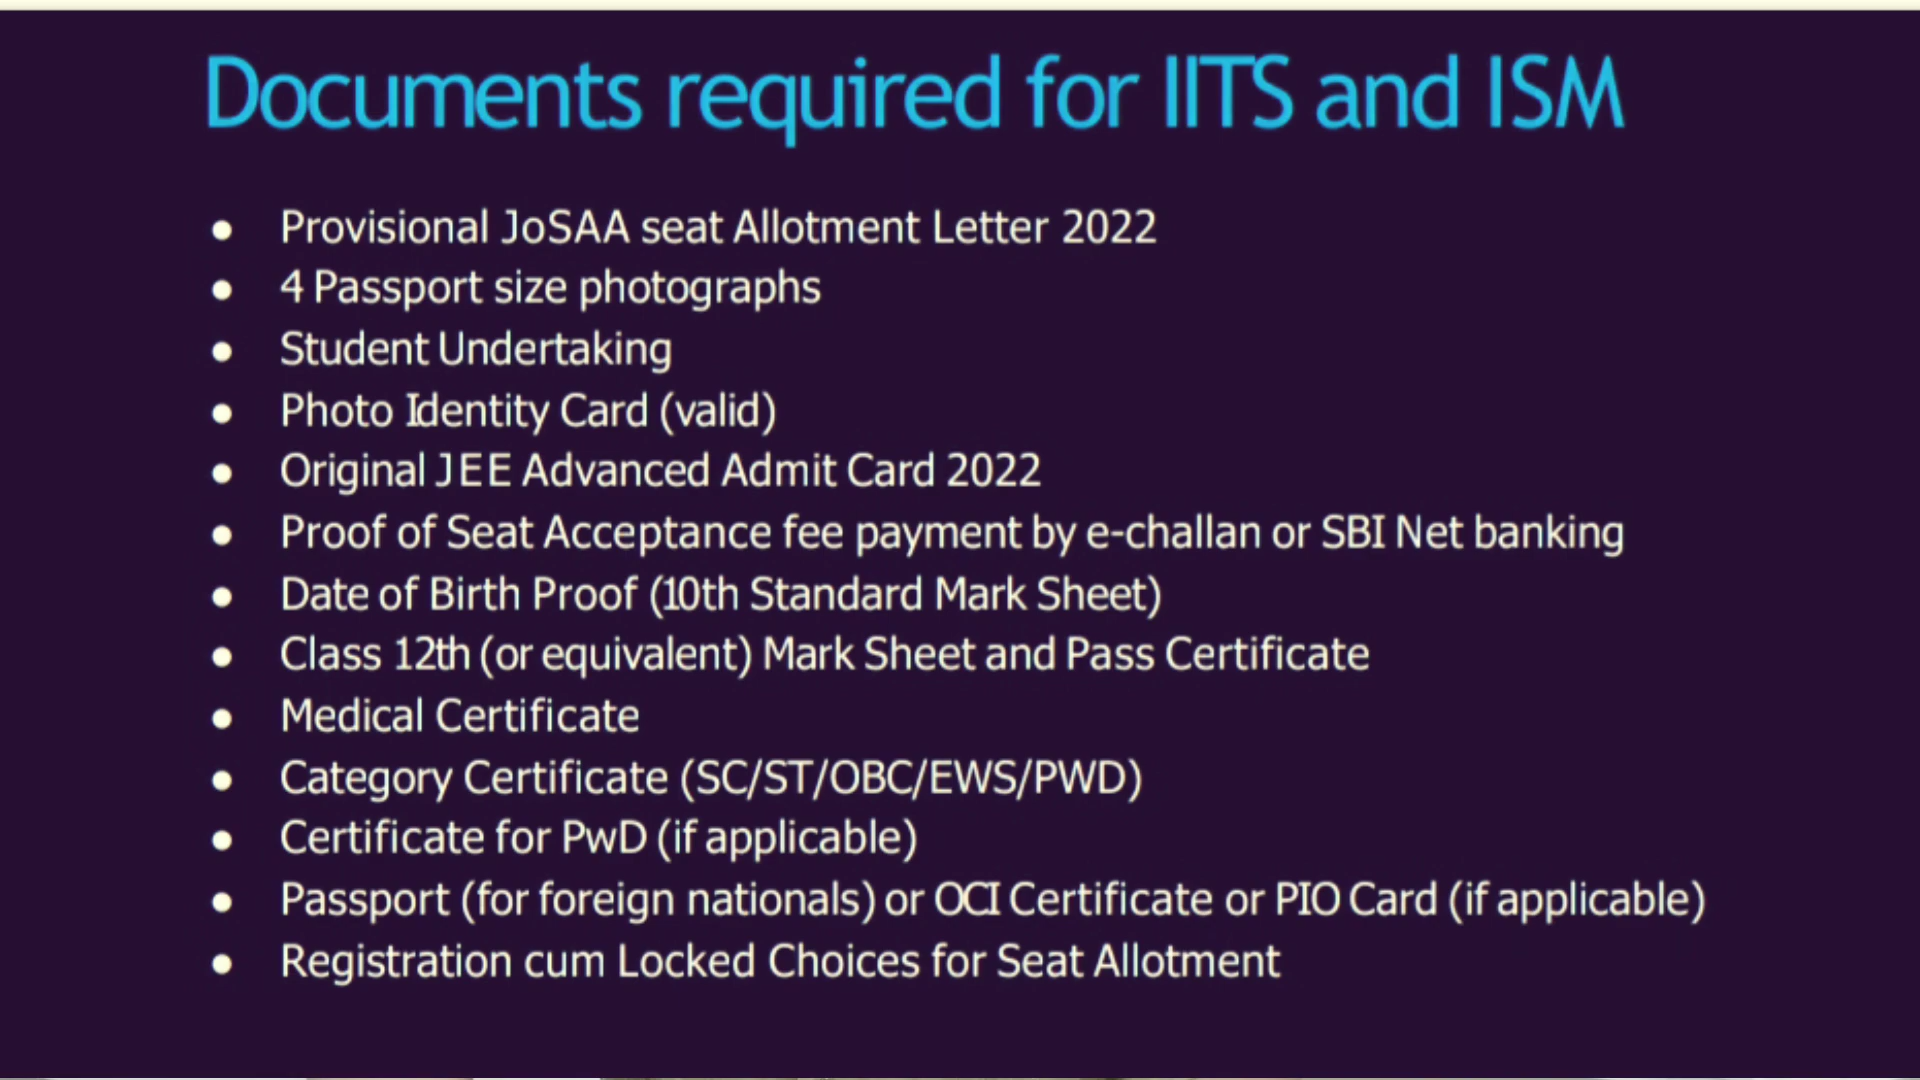 Documents required for IITS and ISM
● Provisional JoSAA seat Allotment Letter 2022
● 4 Passport size photographs
● Student Undertaking
● Photo Identity Card (valid)
● Original JEE Advanced Admit Card 2022
● Proof of Seat Acceptance fee payment by e-challan or SBI Net banking
● Date of Birth Proof (10th Standard Mark Sheet)
● Class 12th (or equivalent) Mark Sheet and Pass Certificate
● Medical Certificate
● Category Certificate (SC/ST/OBC/EWS/PWD)
● Certificate for PwD (if applicable)
● Passport (for foreign nationals) or OCI Certificate or PIO Card (if applicable)
● Registration cum Locked Choices for Seat Allotment